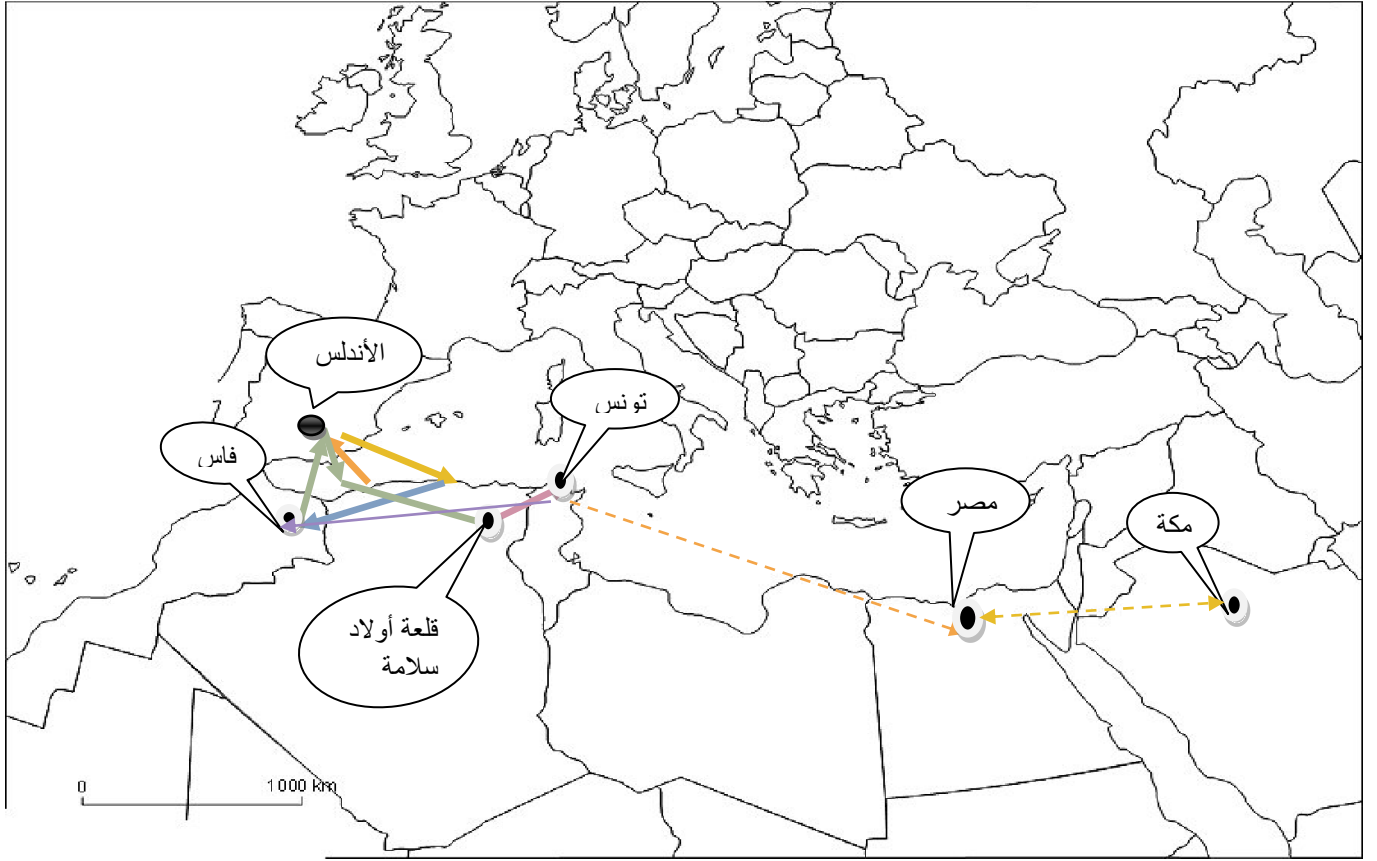 الأندلس
تونس
فاس
مصر
مكة
قلعة أولاد
سلامة
0
1000 km